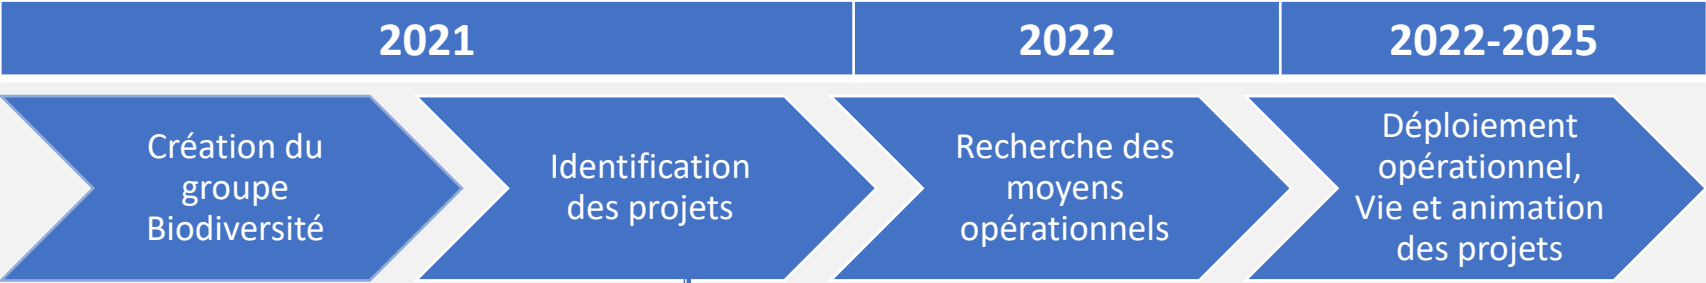 2021
2022
2022-2025
Création du
groupe
Biodiversité
Identification
des projets
Recherche des
moyens
opérationnels
Déploiement
opérationnel,
Vie et animation
des projets